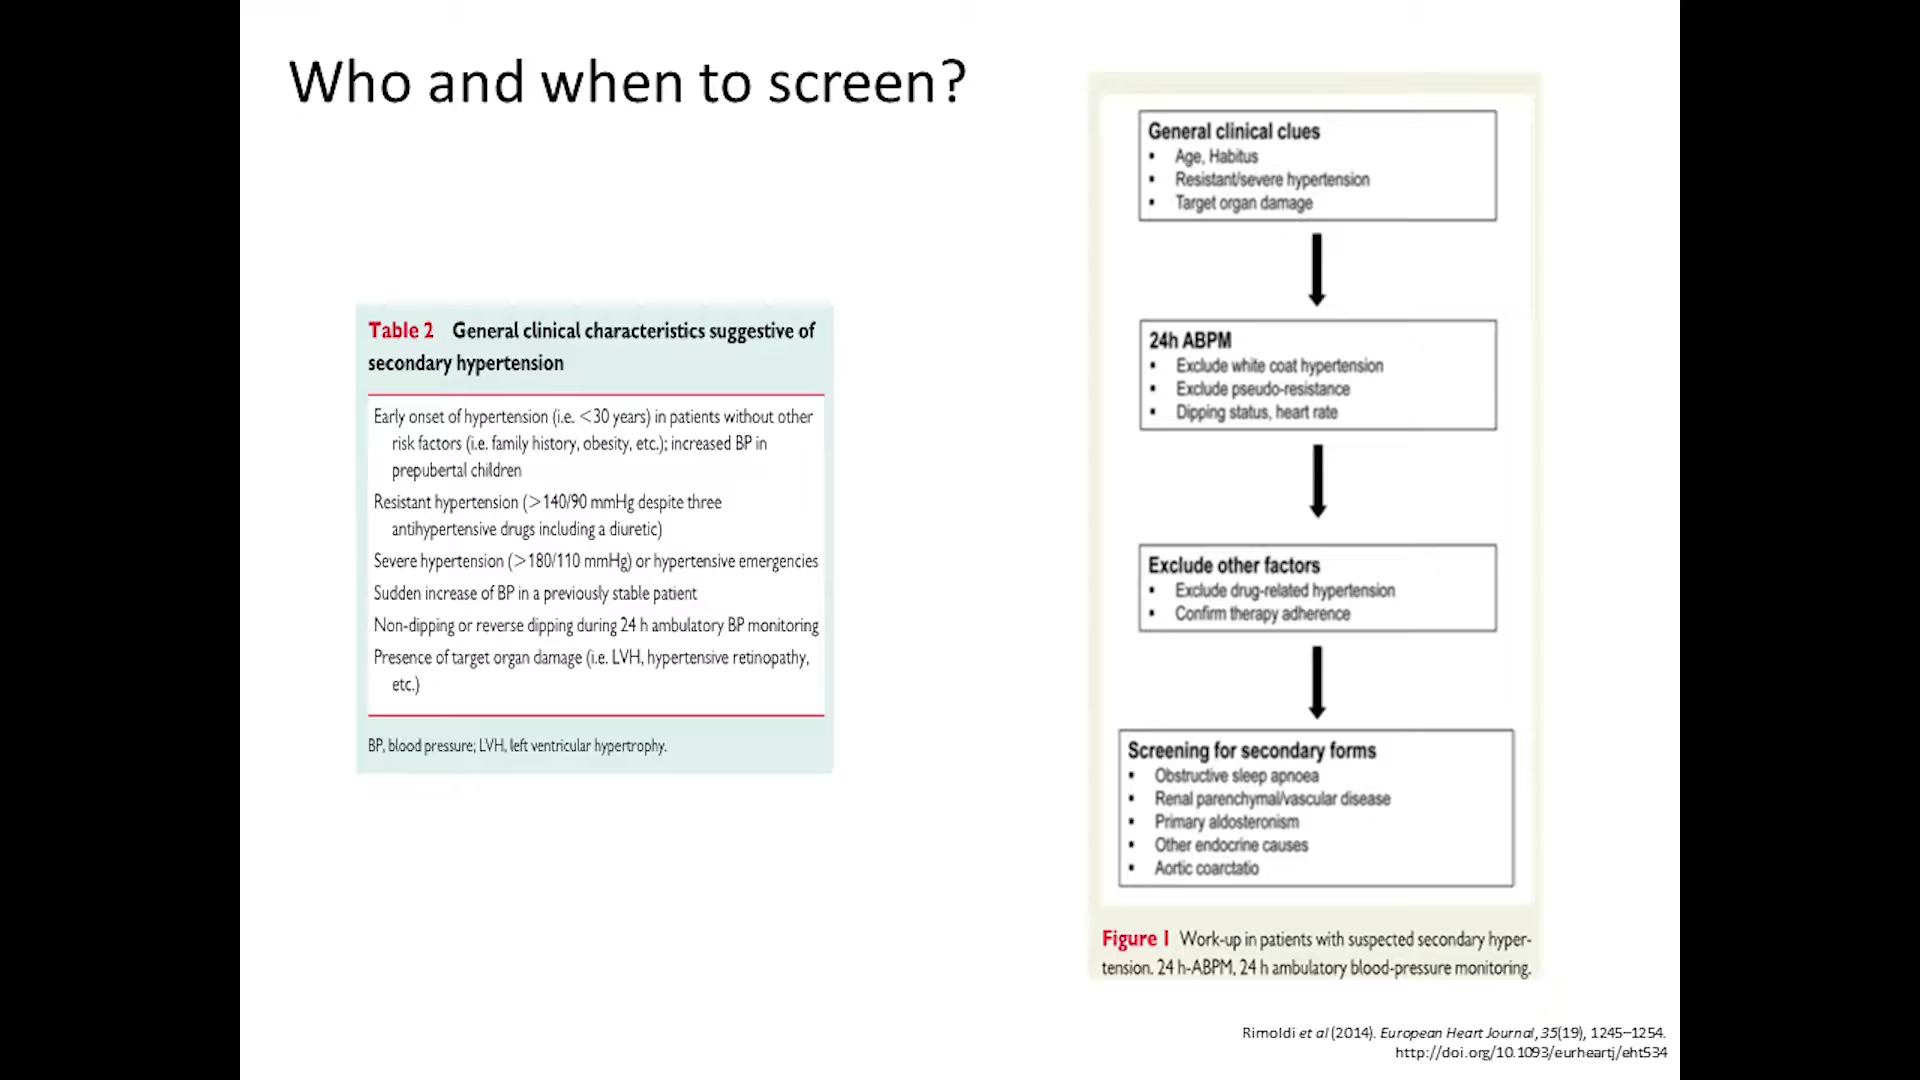 Who and when to screen?
Table 2 General clinical characteristics suggestive of
secondary hypertension
Early onset of hypertension (i.e. <30 years) in patients without other
risk factors (i.e. family history, obesity, etc.); increased BP in
prepubertal children
Resistant hypertension (>140/90 mmHg despite three
antihypertensive drugs including a diuretic)
Severe hypertension (>180/110 mmHg) or hypertensive emergencies
Sudden increase of BP in a previously stable patient
Non-dipping or reverse dipping during 24 h ambulatory BP monitoring
Presence of target organ damage (i.e. LVH, hypertensive retinopathy,
etc.)
BP, blood pressure; LVH, left ventricular hypertrophy.
General clinical clues
▪ Age, Habitus
▪ Resistant/severe hypertension
▪ Target organ damage
24h ABPM
▪ Exclude white coat hypertension
▪ Exclude pseudo-resistance
▪ Dipping status, heart rate
Exclude other factors
▪ Exclude drug-related hypertension
▪ Confirm therapy adherence
Screening for secondary forms
▪ Obstructive sleep apnoea
▪ Renal parenchymal/vascular disease
▪ Primary aldosteronism
▪ Other endocrine causes
▪ Aortic coarctatio
Figure 1 Work-up in patients with suspected secondary hyper-
tension. 24 h-ABPM, 24 h ambulatory blood-pressure monitoring.
Rimoldi et al (2014). European Heart Journal, 35(19), 1245–1254.
http://doi.org/10.1093/eurheartj/eht534